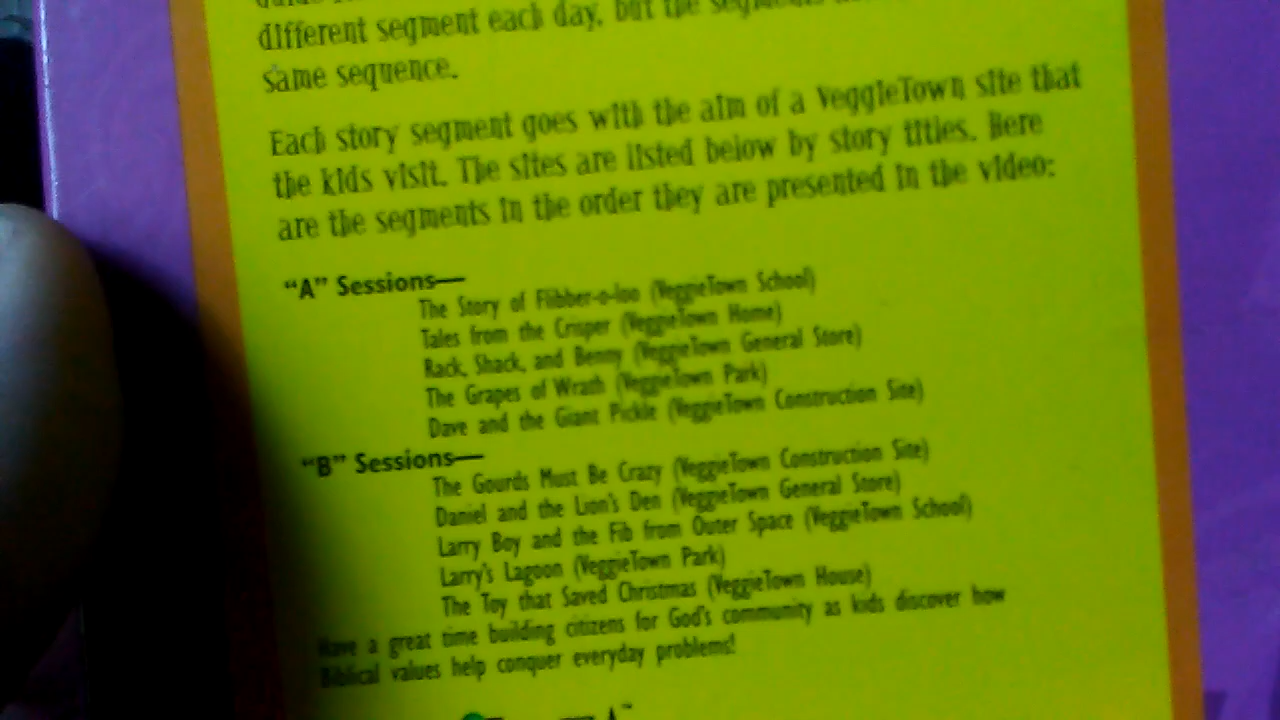 different segment each day, but the segments
same sequence.
Each story segment goes with the aim of a VeggieTown site that
the kids visit. The sites are listed below by story titles. Here
are the segments in the order they are presented in the video:
"A" Sessions—
The Story of Flibber-o-loo (VeggieTown School)
Tales from the Crisper (VeggieTown Home)
Rack, Shack, and Benny (VeggieTown General Store)
The Grapes of Wrath (VeggieTown Park)
Dave and the Giant Pickle (VeggieTown Construction Site)
"B" Sessions—
The Gourds Must Be Crazy (VeggieTown Construction Site)
Daniel and the Lion's Den (VeggieTown General Store)
Larry Boy and the Fib from Outer Space (VeggieTown School)
Larry's Lagoon (VeggieTown Park)
The Toy that Saved Christmas (VeggieTown House)
Have a great time building citizens for God's community as kids discover how
Biblical values help conquer everyday problems!